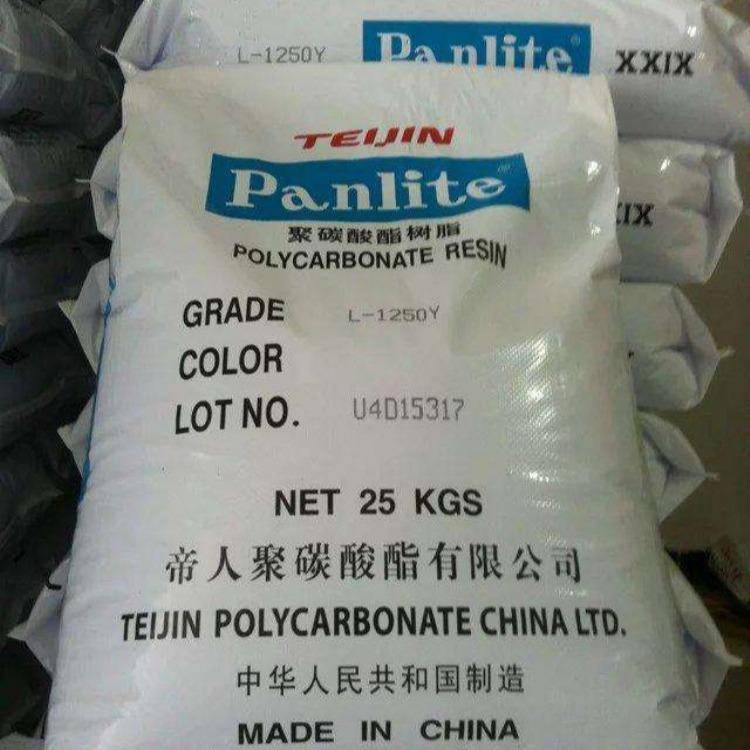 L-1250Y Panlite XXIX
TEIJIN
Panlite
聚碳酸酯树脂
POLYCARBONATE RESIN
GRADE L-1250Y
COLOR
LOT NO. U4D15317
NET 25 KGS
帝人聚碳酸酯有限公司
TEIJIN POLYCARBONATE CHINA LTD.
中华人民共和国制造
MADE IN CHINA
XIX